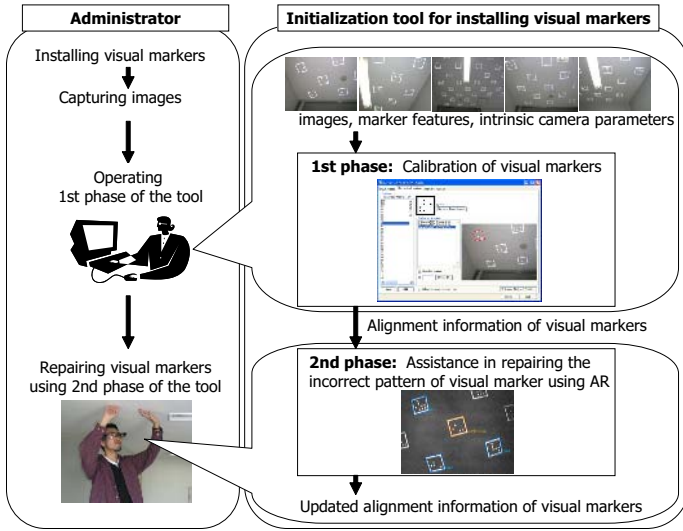 Administrator
Installing visual markers
Capturing images
Operating
1st phase of the tool
Repairing visual markers
using 2nd phase of the tool
Initialization tool for installing visual markers
images, marker features, intrinsic camera parameters
1st phase: Calibration of visual markers
Alignment information of visual markers
2nd phase: Assistance in repairing the
incorrect pattern of visual marker using AR
Updated alignment information of visual markers